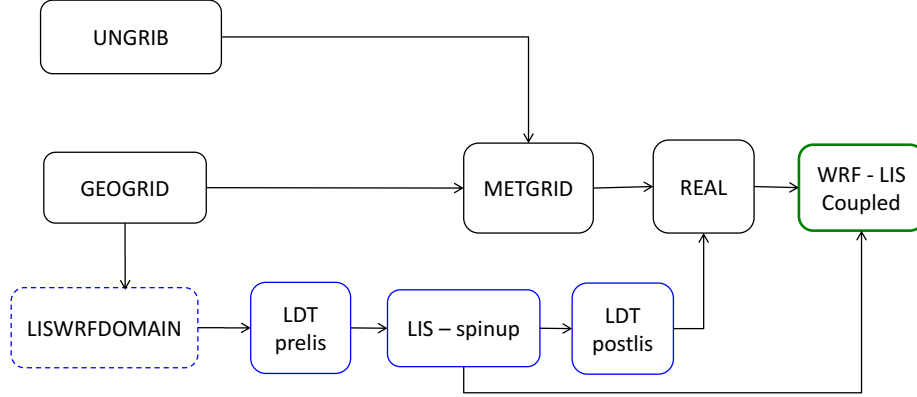 UNGRIB
GEOGRID
METGRID
REAL
WRF - LIS
Coupled
LISWRFDOMAIN
LDT
prelis
LIS – spinup
LDT
postlis